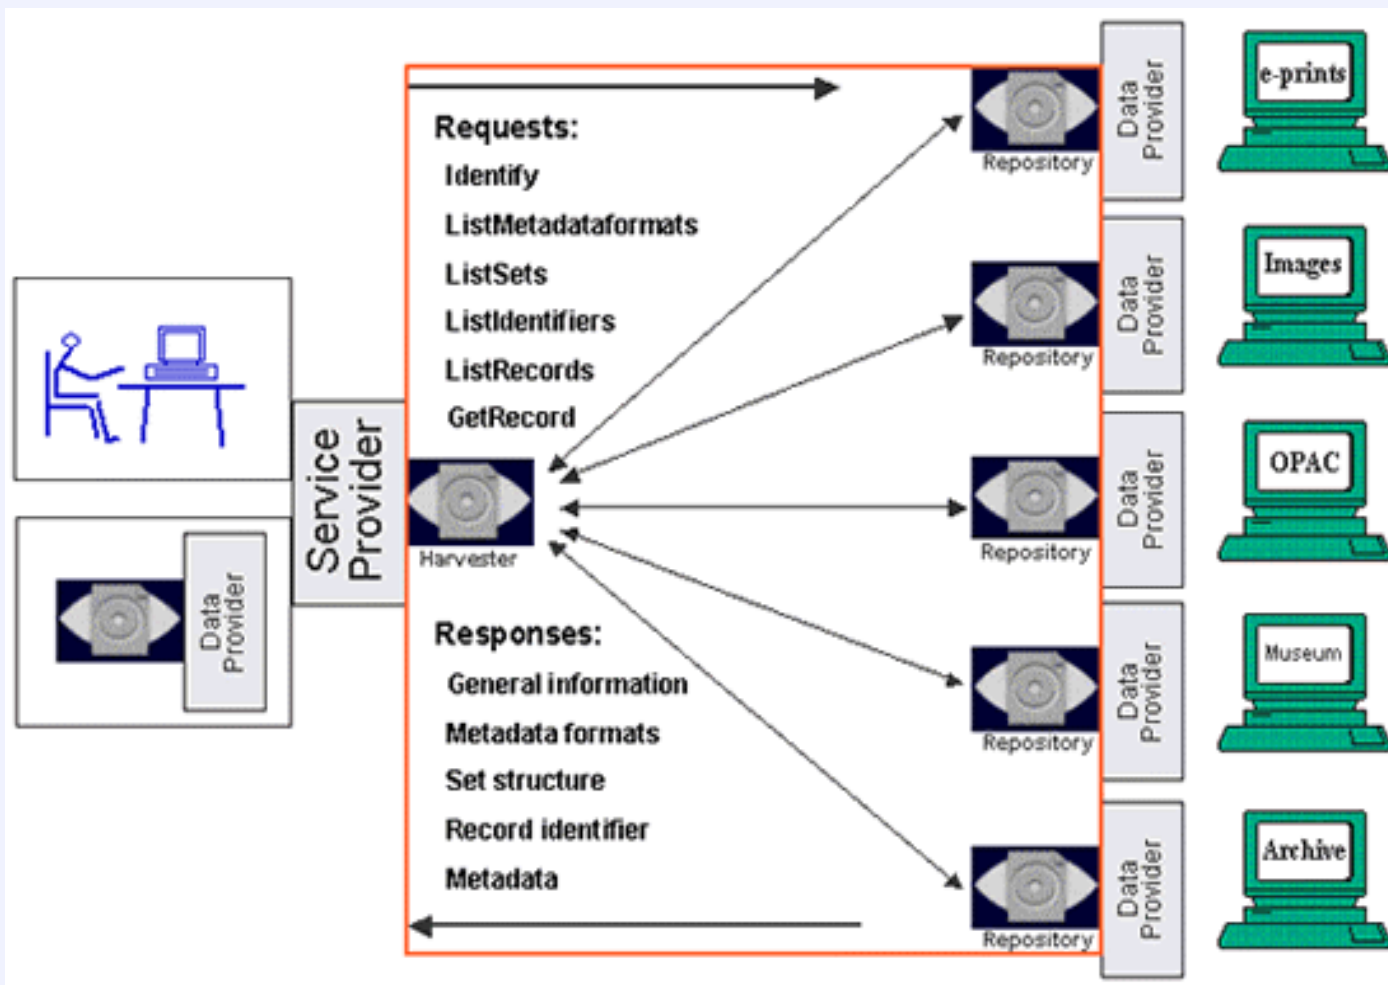 Requests:
Identify
ListMetadataformats
ListSets
ListIdentifiers
ListRecords
GetRecord
Service
Provider
Harvester
Data
Provider
Responses:
General information
Metadata formats
Set structure
Record identifier
Metadata
Repository
Data
Provider
e-prints
Repository
Data
Provider
Images
Repository
Data
Provider
OPAC
Repository
Data
Provider
Museum
Repository
Data
Provider
Archive